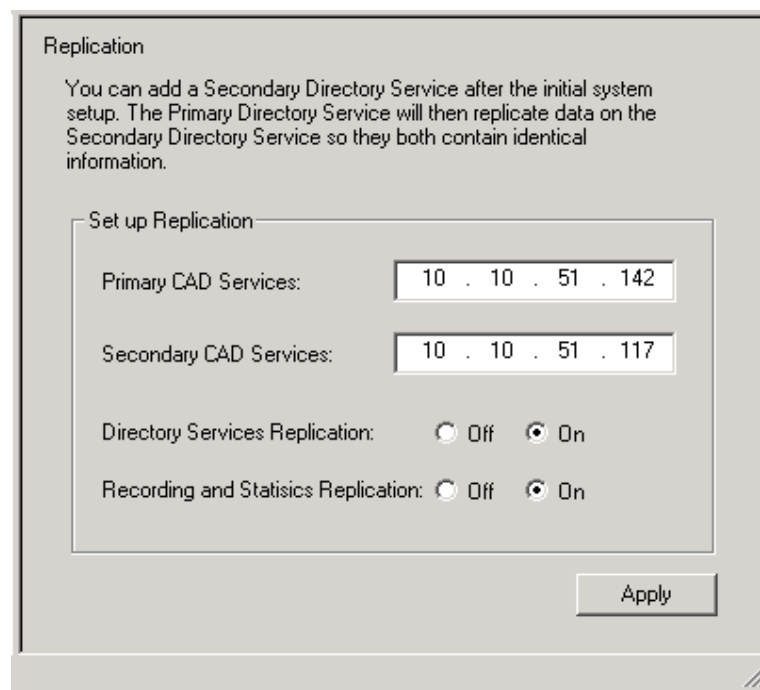 Replication
You can add a Secondary Directory Service after the initial system
setup. The Primary Directory Service will then replicate data on the
Secondary Directory Service so they both contain identical
information.
Set up Replication
Primary CAD Services: 10 . 10 . 51 . 142
Secondary CAD Services: 10 . 10 . 51 . 117
Directory Services Replication: Off On
Recording and Statisics Replication: Off On
Apply